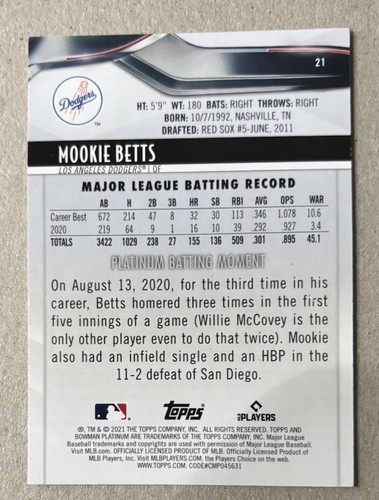 21
Dodgers
™
HT: 5'9" WT: 180 BATS: RIGHT THROWS: RIGHT
BORN: 10/7/1992, NASHVILLE, TN
DRAFTED: RED SOX #5-JUNE, 2011
MOOKIE BETTS
LOS ANGELES DODGERS® | OF
MAJOR LEAGUE BATTING RECORD
AB H 2B 3B HR SB RBI AVG OPS WAR
Career Best 672 214 47 8 32 30 113 .346 1.078 10.6
2020 219 64 9 1 16 10 39 .292 .927 3.4
TOTALS 3422 1029 238 27 155 136 509 .301 .895 45.1
PLATINUM BATTING MOMENT
On August 13, 2020, for the third time in his
career, Betts homered three times in the first
five innings of a game (Willie McCovey is the
only other player even to do that twice). Mookie
also had an infield single and an HBP in the
11-2 defeat of San Diego.
Topps
MLB PLAYERS
®, TM & © 2021 THE TOPPS COMPANY, INC. ALL RIGHTS RESERVED. TOPPS AND
BOWMAN PLATINUM ARE TRADEMARKS OF THE TOPPS COMPANY, INC. Major League
Baseball trademarks and copyrights are used with permission of Major League Baseball.
Visit MLB.com. OFFICIALLY LICENSED PRODUCT OF MLB. Officially Licensed Product of
MLB Players, Inc. Visit MLBPLAYERS.com, the Players Choice on the web.
WWW.TOPPS.COM. CODE#CMP045631